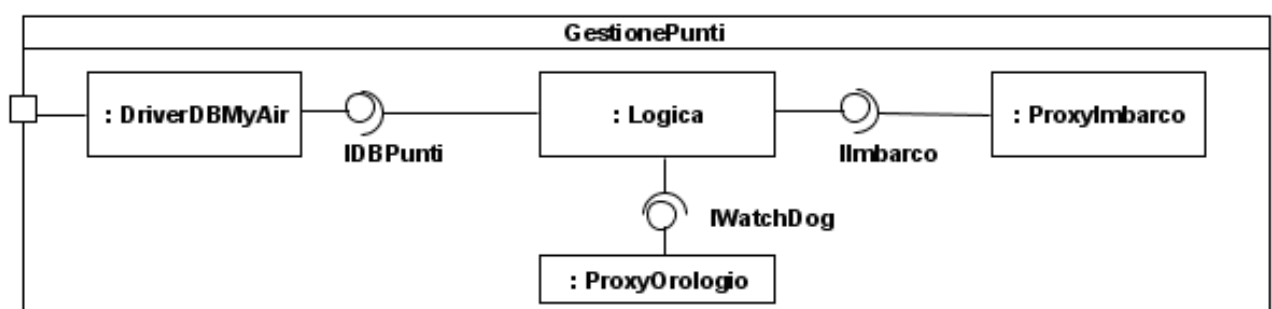 GestionePunti
: DriverDBMyAir
: Logica
: ProxyImbarco
IDBPunti
IImbarco
IWatchDog
: ProxyOrologio